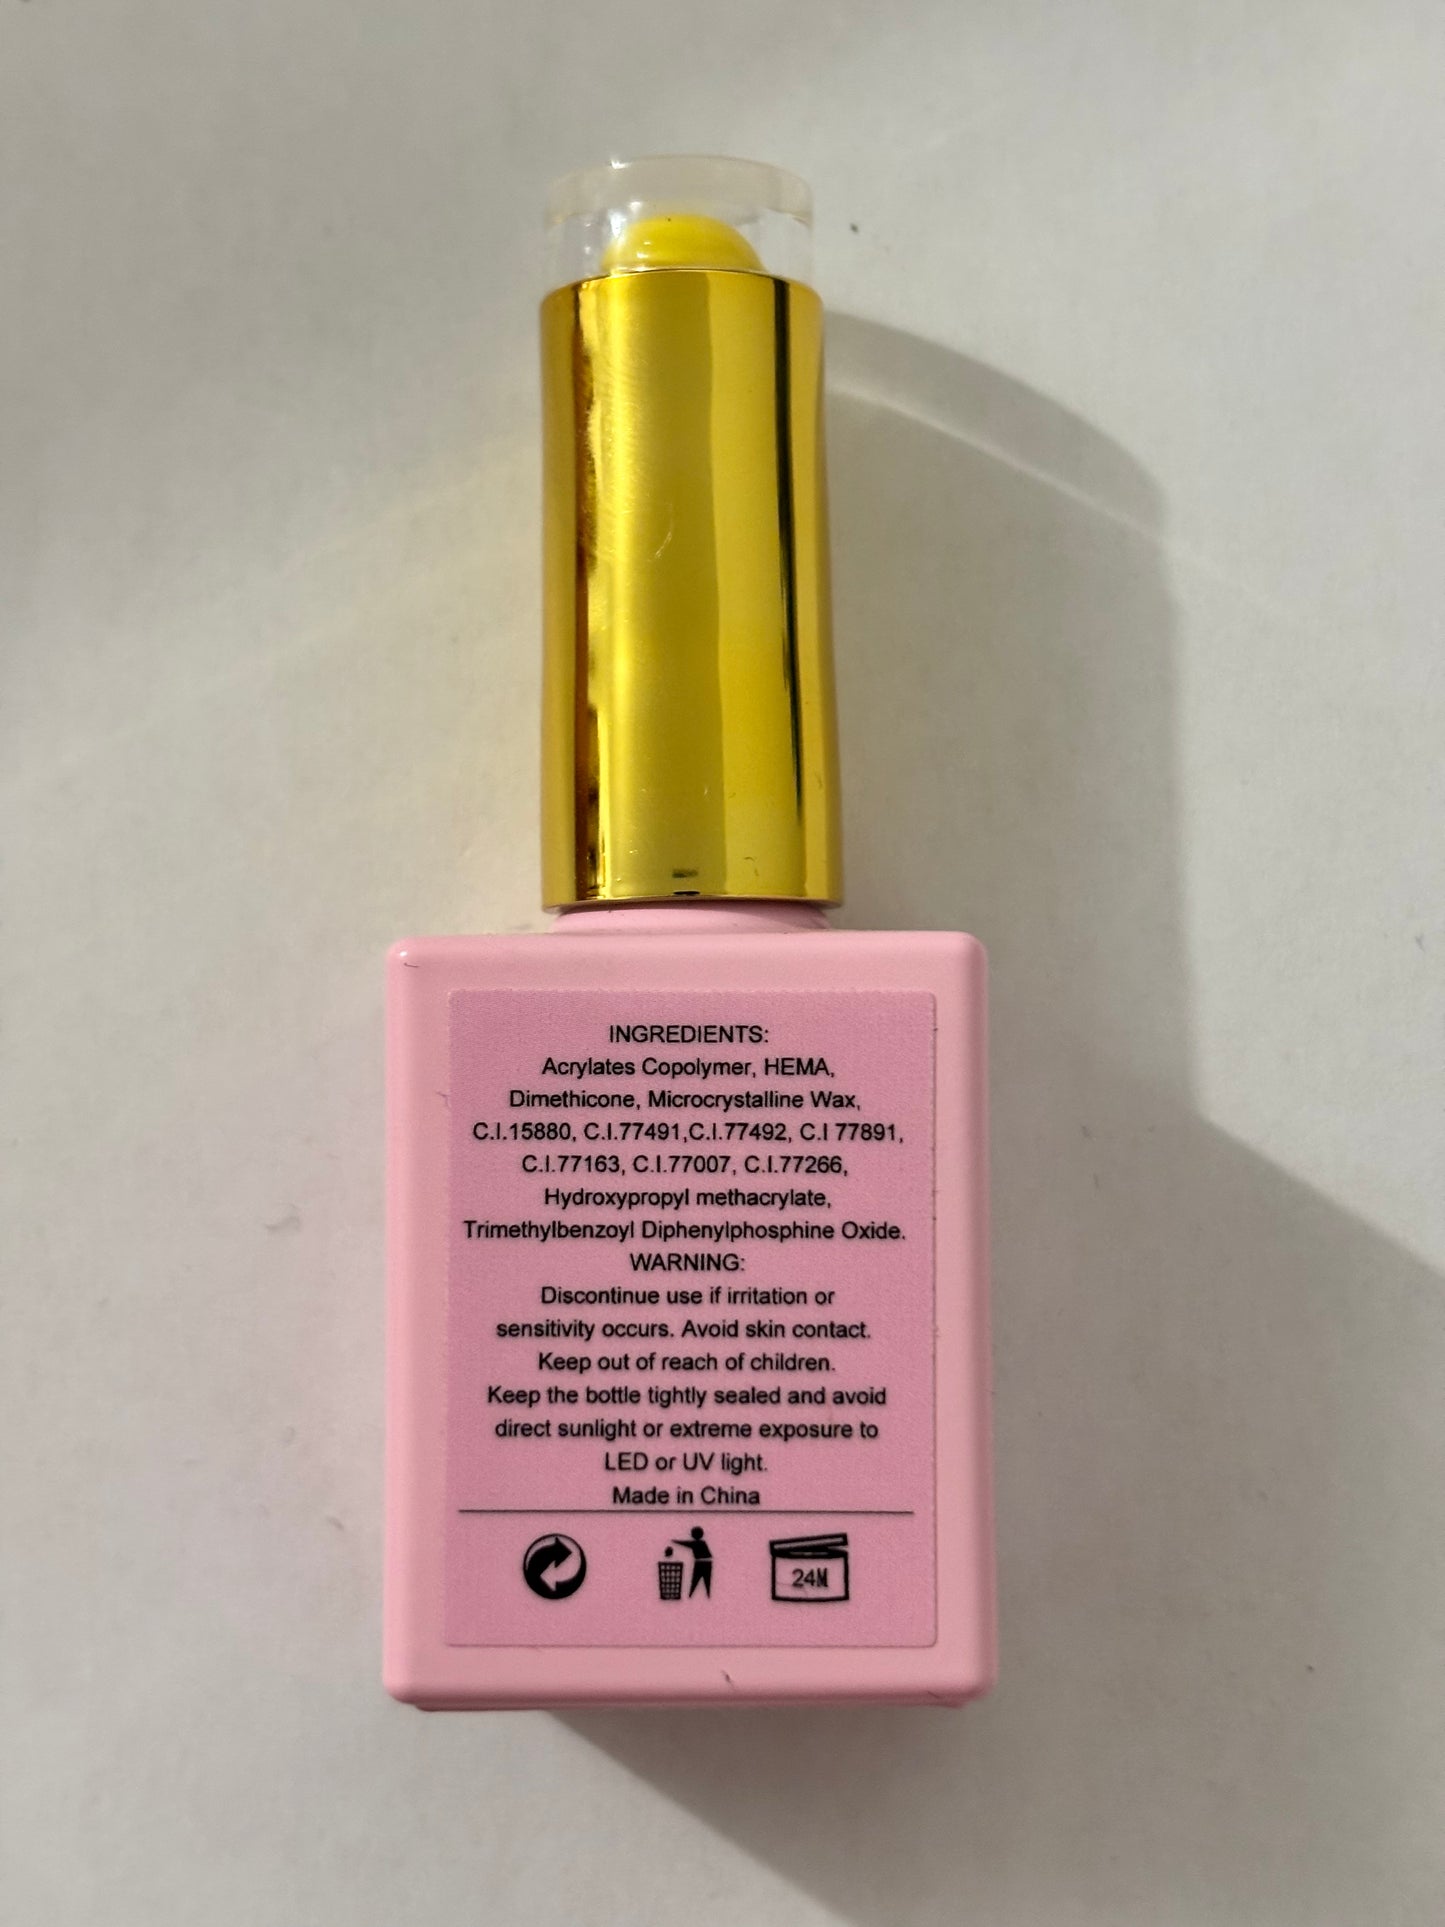 INGREDIENTS:
Acrylates Copolymer, HEMA,
Dimethicone, Microcrystalline Wax,
C.I.15880, C.I.77491,C.I.77492, C.I 77891,
C.I.77163, C.I.77007, C.I.77266,
Hydroxypropyl methacrylate,
Trimethylbenzoyl Diphenylphosphine Oxide.
WARNING:
Discontinue use if irritation or
sensitivity occurs. Avoid skin contact.
Keep out of reach of children.
Keep the bottle tightly sealed and avoid
direct sunlight or extreme exposure to
LED or UV light.
Made in China
24M